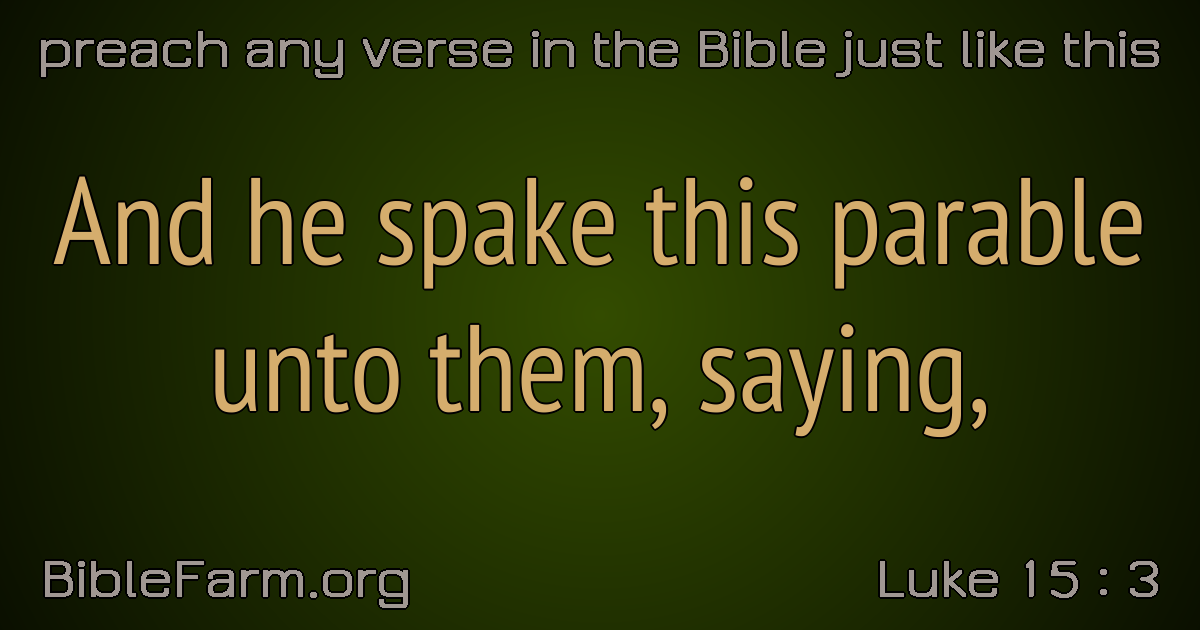 preach any verse in the Bible just like this
And he spake this parable
unto them, saying,
BibleFarm.org
Luke 15 : 3